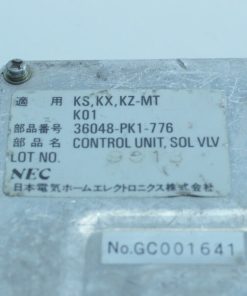 適 用 KS,KX,KZ-MT
K01
部品番号 36048-PK1-776
部 品 名 CONTROL UNIT, SOL VLV
LOT NO.
NEC
日本電気ホームエレクトロニクス株式会社
No.GC001641